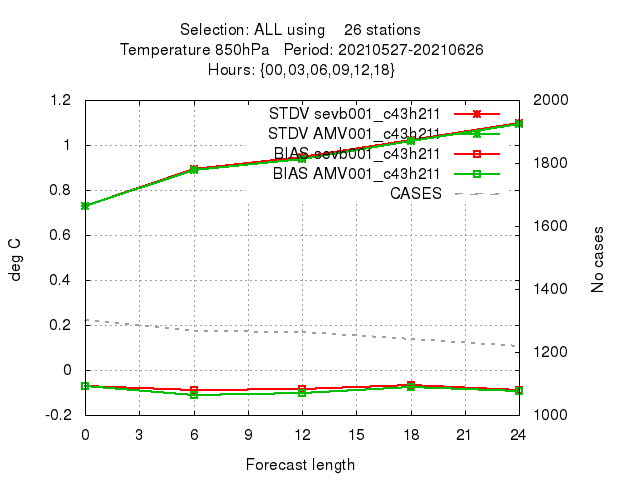 Selection: ALL using 26 stations
Temperature 850hPa Period: 20210527-20210626
Hours: {00,03,06,09,12,18}
1.2 2000
STDV sevb001_c43h211
STDV AMV001_c43h211
BIAS sevb001_c43h211
BIAS AMV001_c43h211
CASES
1
0.8
0.6
0.4
0.2
0
-0.2
1800
1600
1400
1200
1000
deg C
No cases
0 3 6 9 12 15 18 21 24
Forecast length